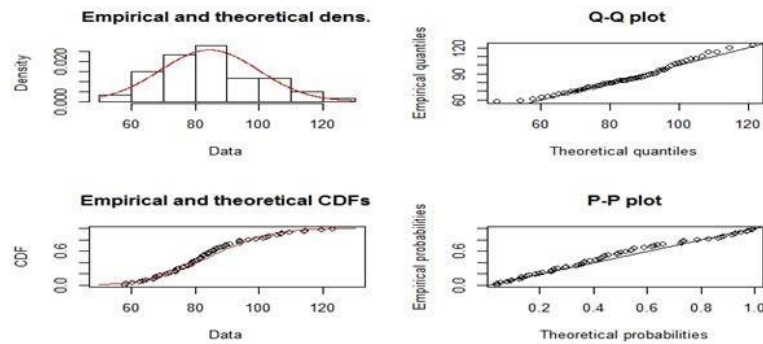 Empirical and theoretical dens.
Density
0.020
0.000
60 80 100 120
Data
Q-Q plot
Empirical quantiles
120
90
60
60 80 100 120
Theoretical quantiles
Empirical and theoretical CDFs
CDF
0.6
0.0
60 80 100 120
Data
P-P plot
Empirical probabilities
0.6
0.0
0.2 0.4 0.6 0.8 1.0
Theoretical probabilities